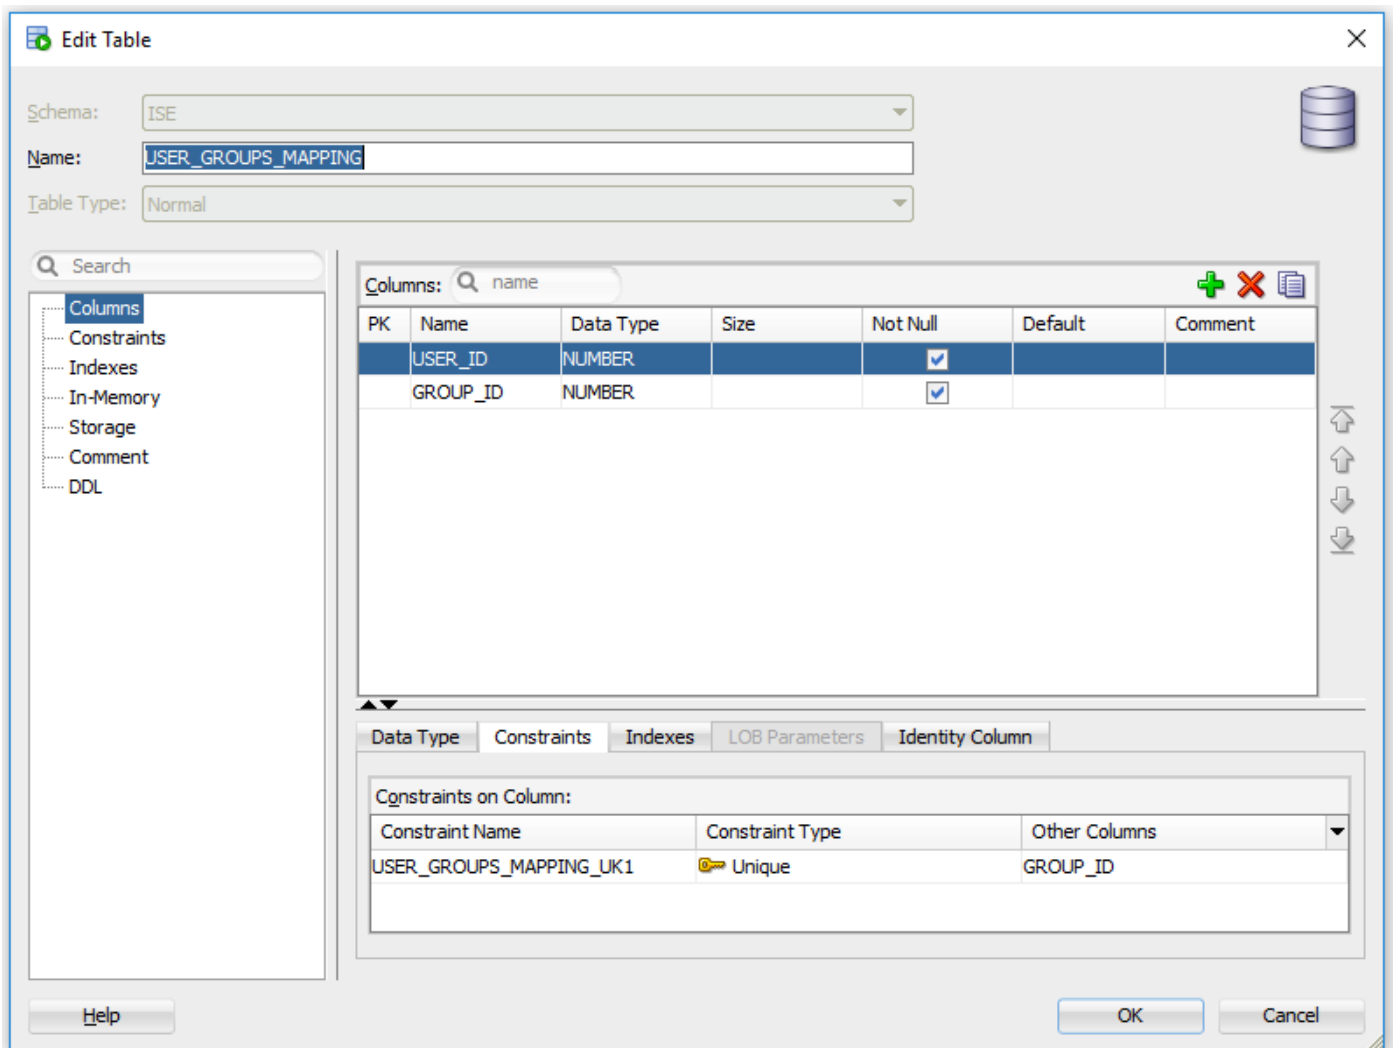 Edit Table
Schema: ISE
Name: USER_GROUPS_MAPPING
Table Type: Normal
Search
Columns
Constraints
Indexes
In-Memory
Storage
Comment
DDL
Columns: name
PK Name Data Type Size Not Null Default Comment
USER_ID NUMBER
GROUP_ID NUMBER
Data Type Constraints Indexes LOB Parameters Identity Column
Constraints on Column:
Constraint Name Constraint Type Other Columns
USER_GROUPS_MAPPING_UK1 Unique GROUP_ID
Help OK Cancel